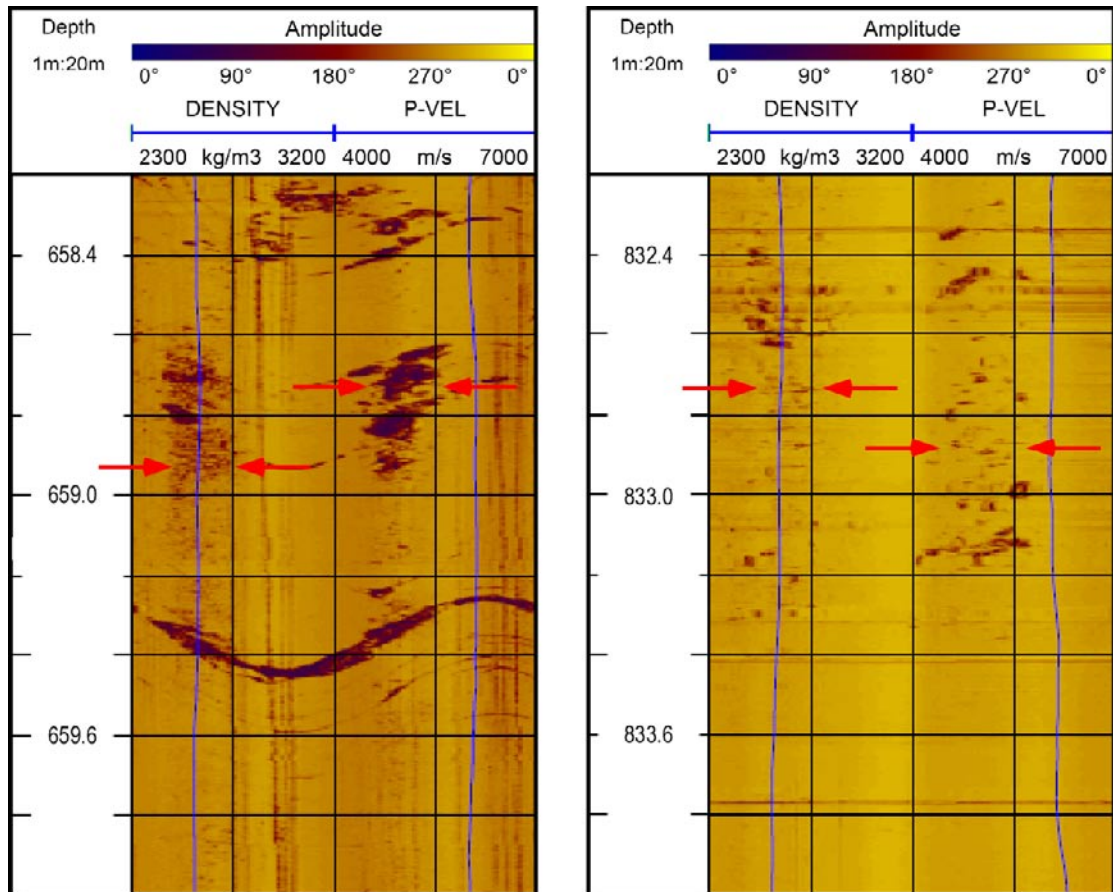 Depth Amplitude
1m:20m
0° 90° 180° 270° 0°
DENSITY P-VEL
2300 kg/m3 3200 4000 m/s 7000
658.4
659.0
659.6
Depth Amplitude
1m:20m
0° 90° 180° 270° 0°
DENSITY P-VEL
2300 kg/m3 3200 4000 m/s 7000
832.4
833.0
833.6